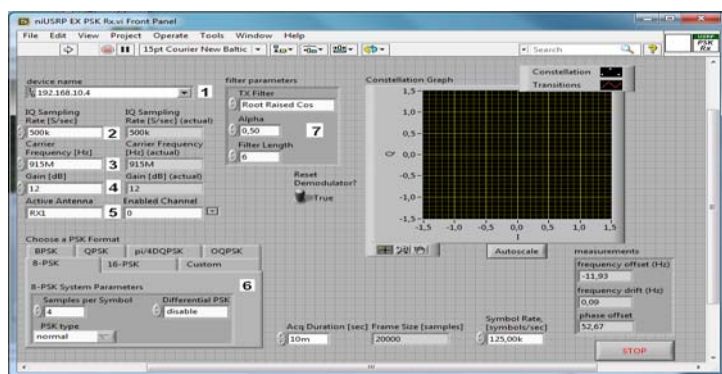 niUSRP EX PSK Rx.vi Front Panel
File Edit View Project Operate Tools Window Help
15pt Courier New Baltic
Search
USRP
PSK
Rx
device name
192.168.10.4
1
IQ Sampling
Rate [S/sec]
500k
2
IQ Sampling
Rate [S/sec] (actual)
500k
Carrier
Frequency [Hz]
915M
3
Carrier Frequency
[Hz] (actual)
915M
Gain [dB]
12
4
Gain [dB] (actual)
12
Active Antenna
RX1
5
Enabled Channel
0
filter parameters
TX Filter
Root Raised Cos
Alpha
0,50
7
Filter Length
6
Reset
Demodulator?
True
Constellation Graph
Constellation
Transitions
1,5
1,0
0,5
0,0
-0,5
-1,0
-1,5
Q
-1,5 -1,0 -0,5 0,0 0,5 1,0 1,5
I
Autoscale
Choose a PSK Format
BPSK QPSK pi/4DQPSK OQPSK
8-PSK 16-PSK Custom
8-PSK System Parameters
6
Samples per Symbol
4
Differential PSK
disable
PSK type
normal
Acq Duration [sec]
10m
Frame Size [samples]
20000
Symbol Rate,
[symbols/sec]
125,00k
measurements
frequency offset (Hz)
-11,93
frequency drift (Hz)
0,09
phase offset
52,67
STOP